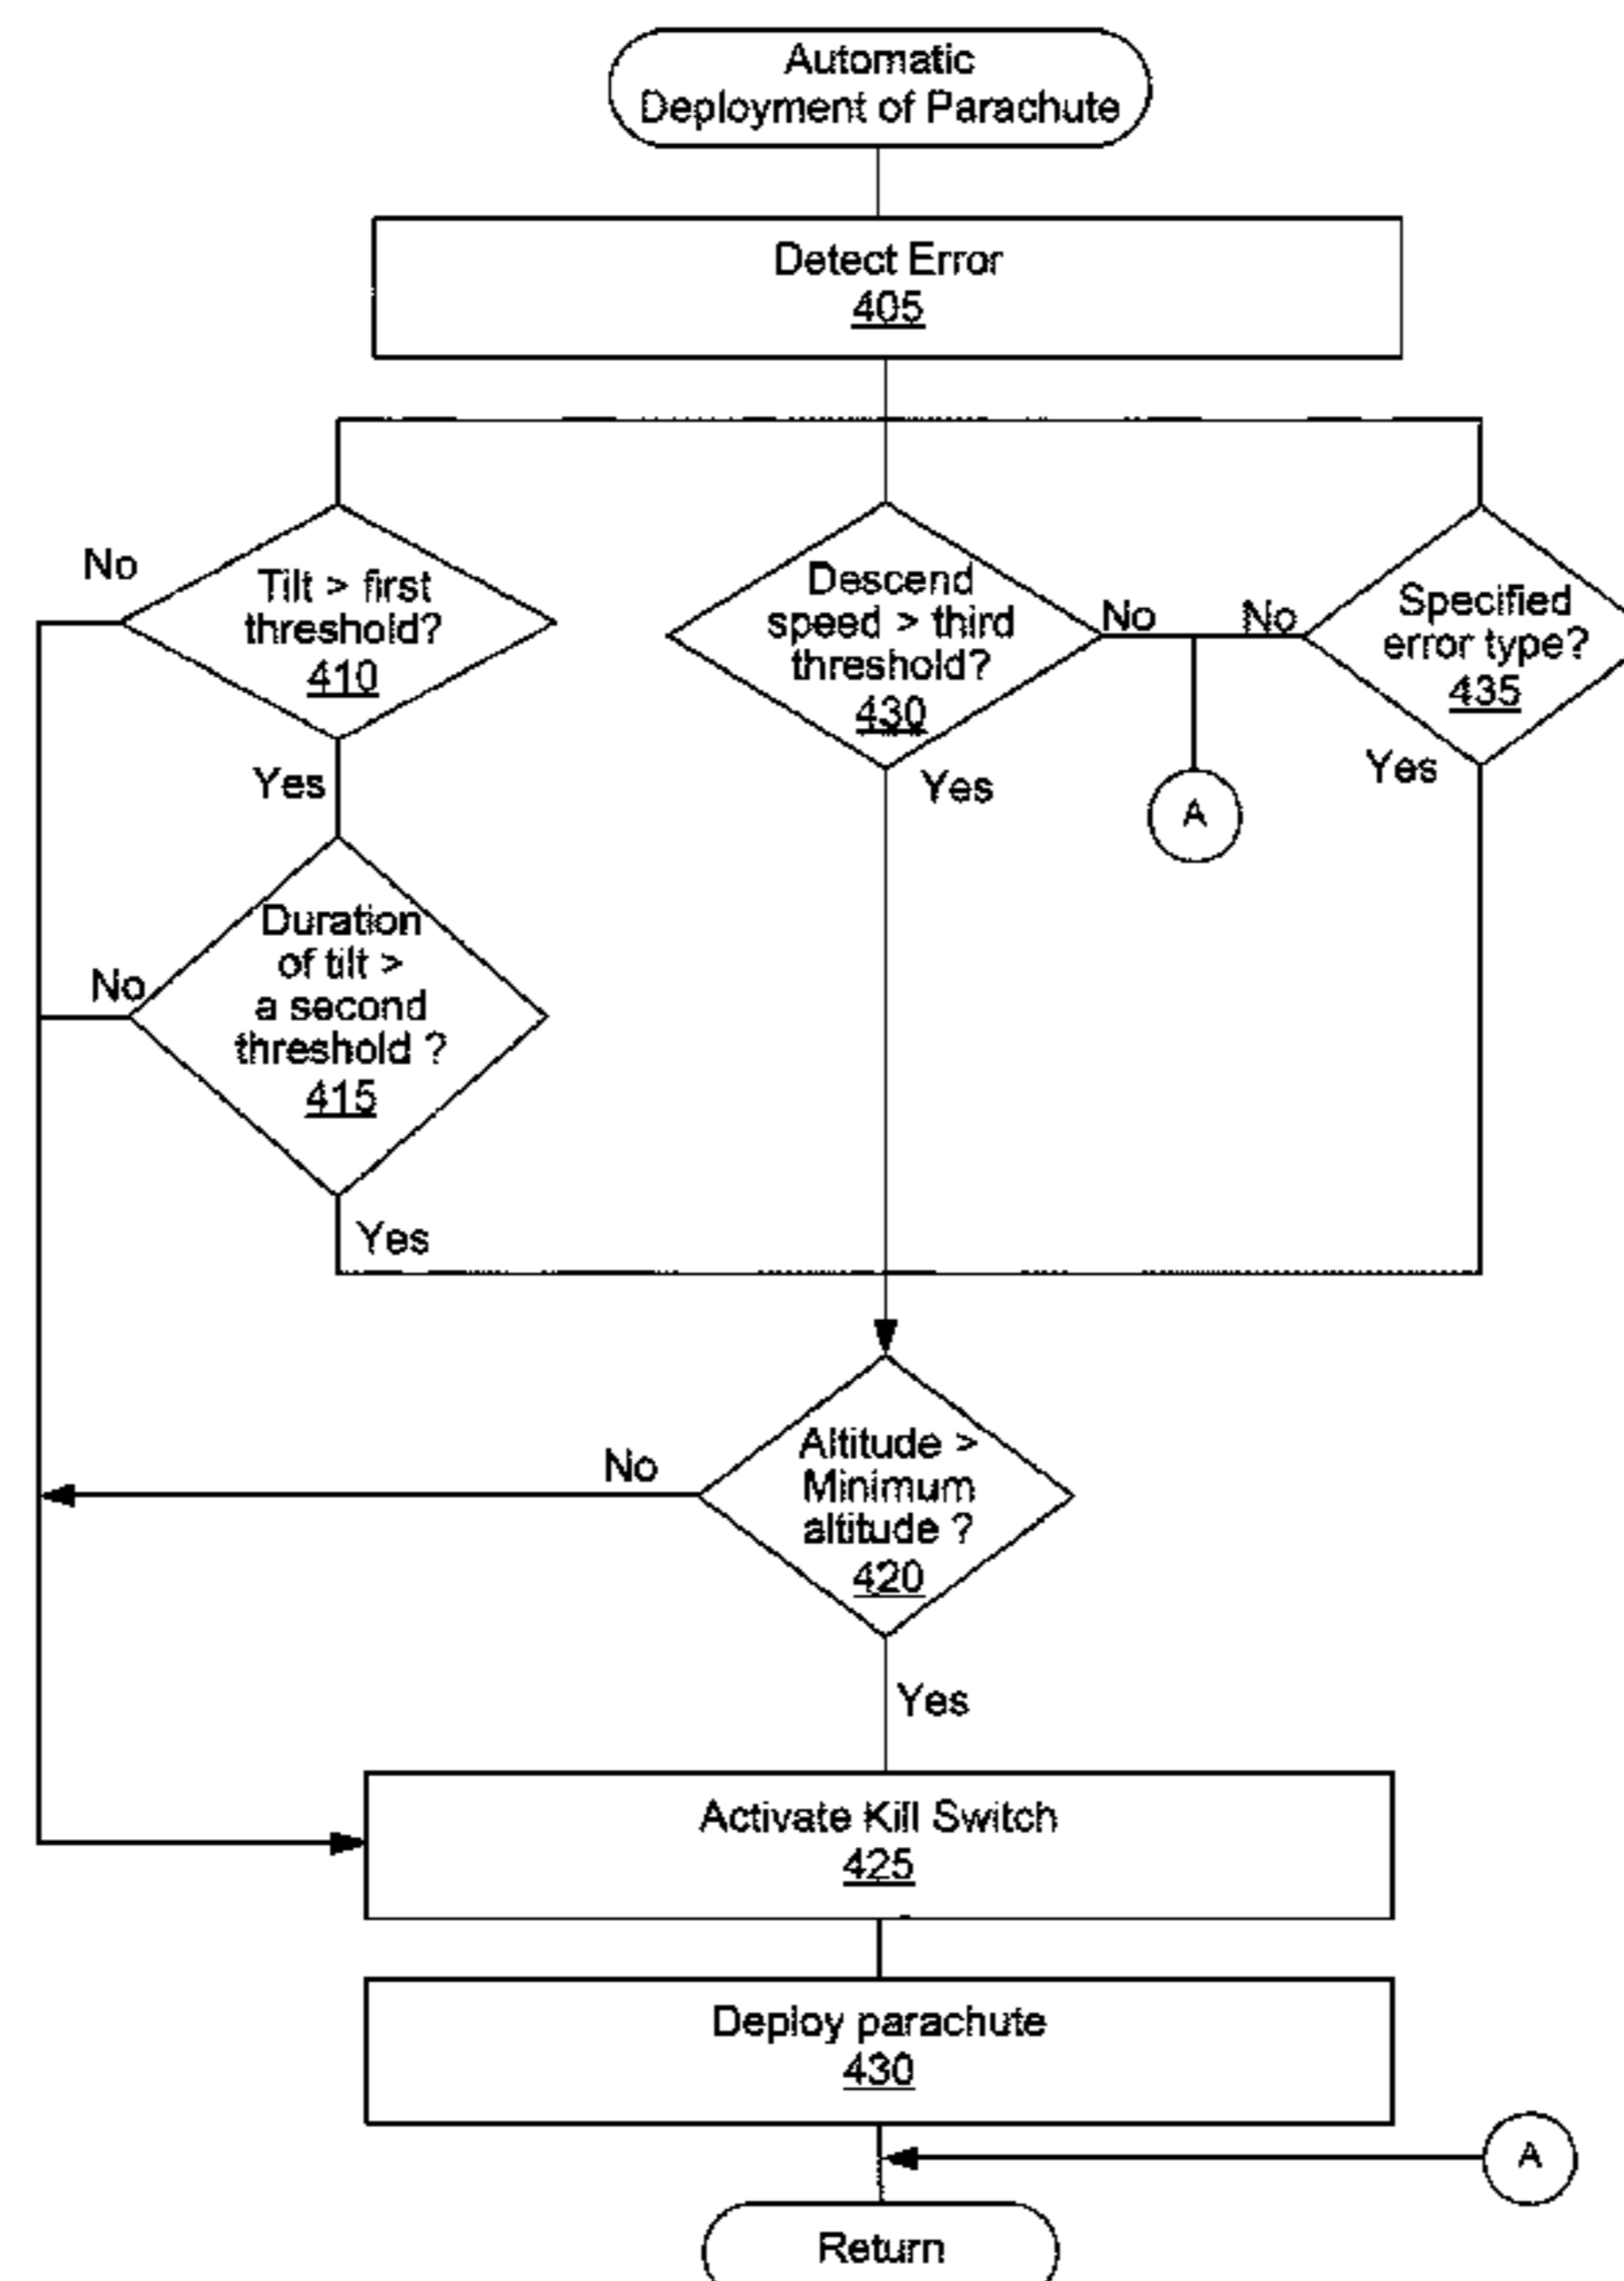 Automatic
Deployment of Parachute
Detect Error
405
No
Tilt > first
threshold?
410
Yes
Descend
speed > third
threshold?
430
No
Yes
No
Specified
error type?
435
Yes
A
Duration
of tilt >
a second
threshold ?
415
No
Yes
Altitude >
Minimum
altitude ?
420
No
Yes
Activate Kill Switch
425
Deploy parachute
430
A
Return